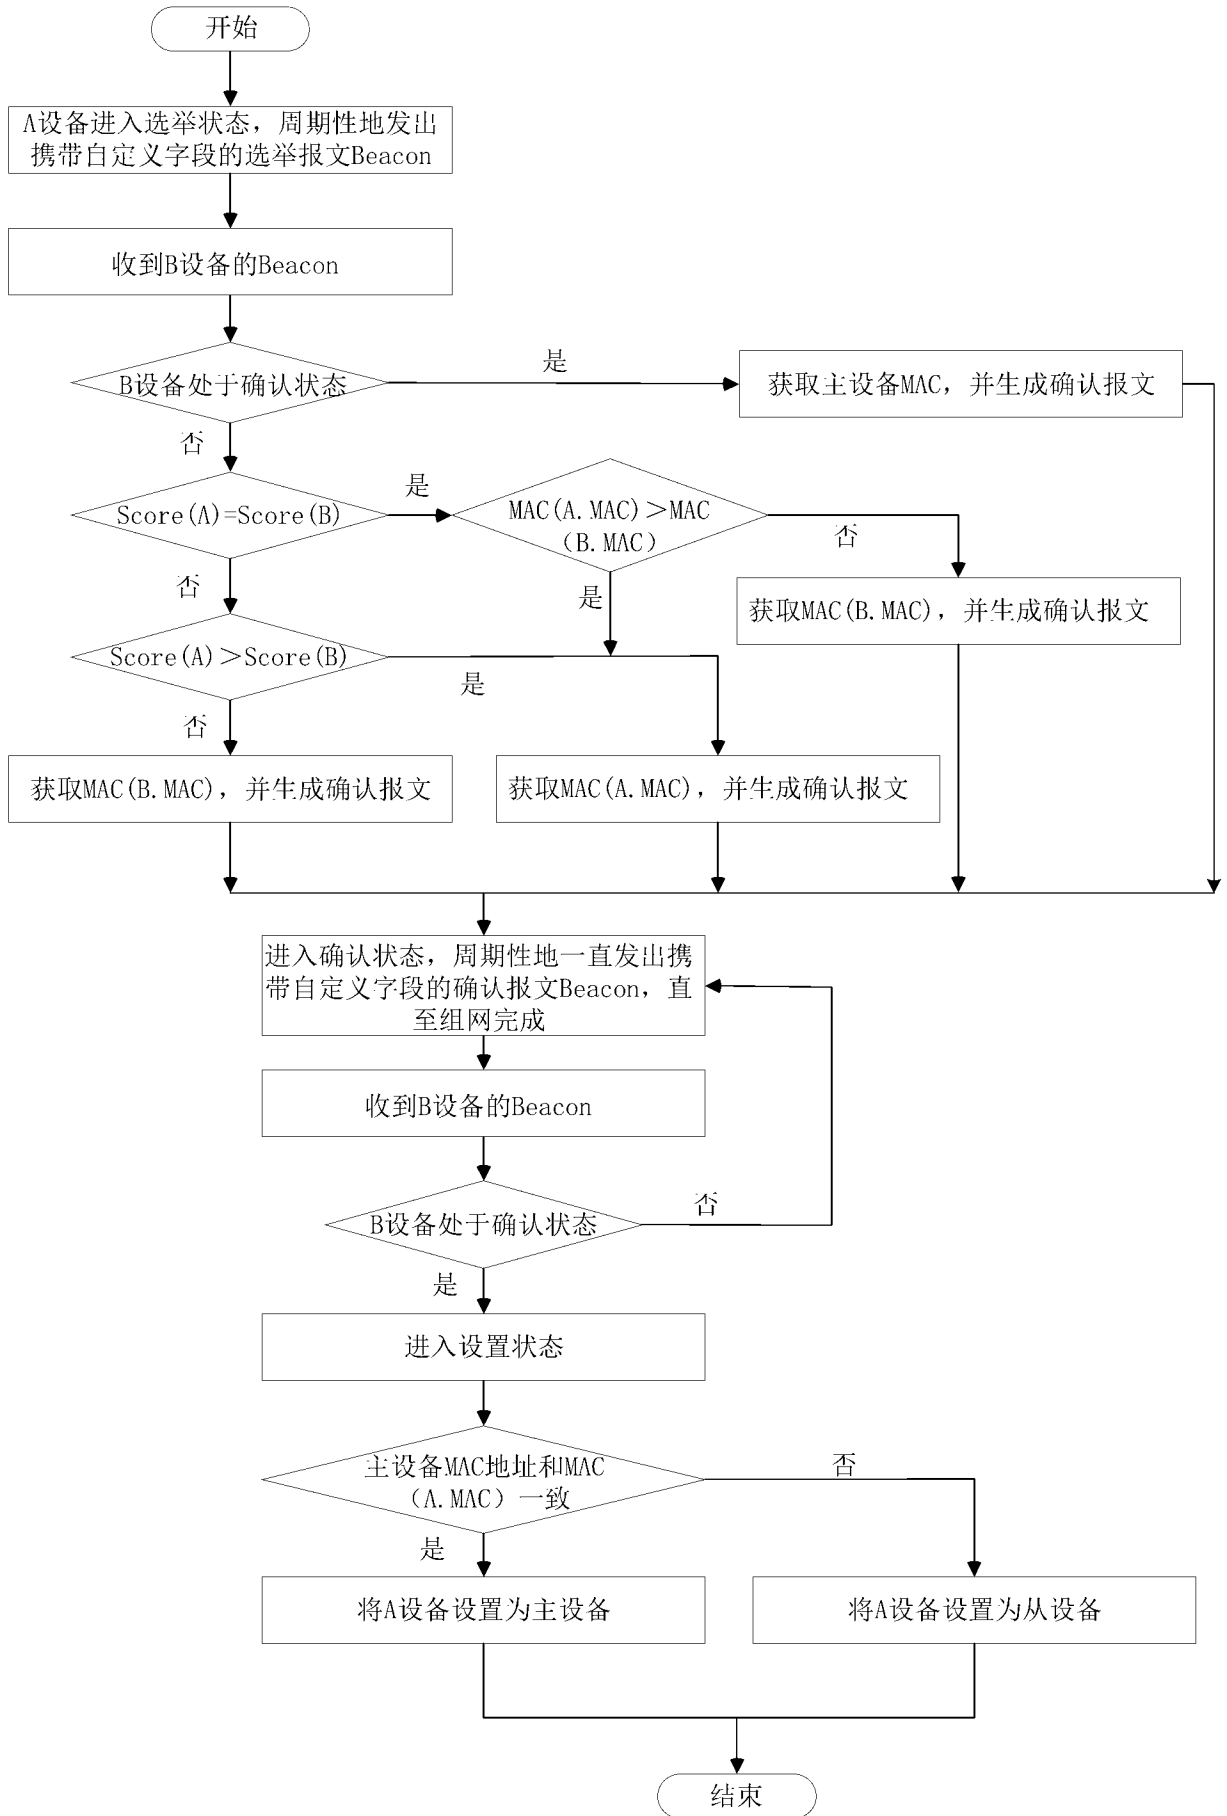 开始
A设备进入选举状态，周期性地发出
携带自定义字段的选举报文Beacon
收到B设备的Beacon
B设备处于确认状态
是
获取主设备MAC，并生成确认报文
否
Score(A)=Score(B)
是
MAC(A.MAC)＞MAC
（B.MAC）
否
获取MAC(B.MAC)，并生成确认报文
否
是
Score(A)＞Score(B)
是
否
获取MAC(B.MAC)，并生成确认报文
获取MAC(A.MAC)，并生成确认报文
进入确认状态，周期性地一直发出携
带自定义字段的确认报文Beacon，直
至组网完成
收到B设备的Beacon
B设备处于确认状态
否
是
进入设置状态
主设备MAC地址和MAC
（A.MAC）一致
否
是
将A设备设置为主设备
将A设备设置为从设备
结束